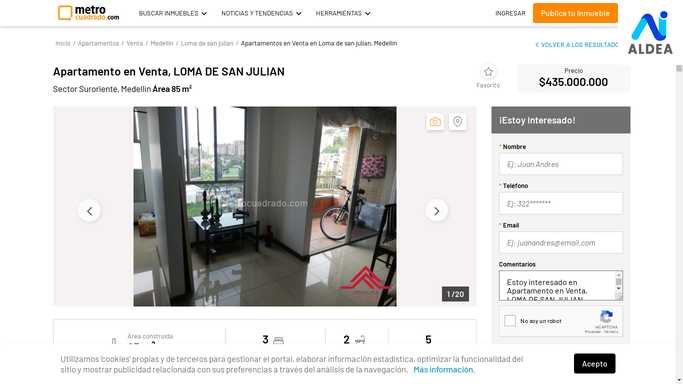 metro
cuadrado.com
BUSCAR INMUEBLES
NOTICIAS Y TENDENCIAS
HERRAMIENTAS
INGRESAR
Publica tu Inmueble
ALDEA
Inicio / Apartamentos / Venta / Medellín / Loma de san julian / Apartamentos en Venta en Loma de san julian, Medellín
< VOLVER A LOS RESULTADO
Apartamento en Venta, LOMA DE SAN JULIAN
Sector Suroriente, Medellín Área 85 m²
Favorito
Precio
$435.000.000
ocuadrado.com
1 / 20
¡Estoy Interesado!
* Nombre
Ej: Juan Andres
* Teléfono
Ej: 322*******
* Email
Ej: juanandres@email.com
Comentarios
Estoy interesado en
Apartamento en Venta,
LOMA DE SAN JULIAN
No soy un robot
reCAPTCHA
Privacidad - Términos
Área construida
3
2
5
Utilizamos 'cookies' propias y de terceros para gestionar el portal, elaborar información estadística, optimizar la funcionalidad del
sitio y mostrar publicidad relacionada con sus preferencias a través del análisis de la navegación. Más información.
Acepto